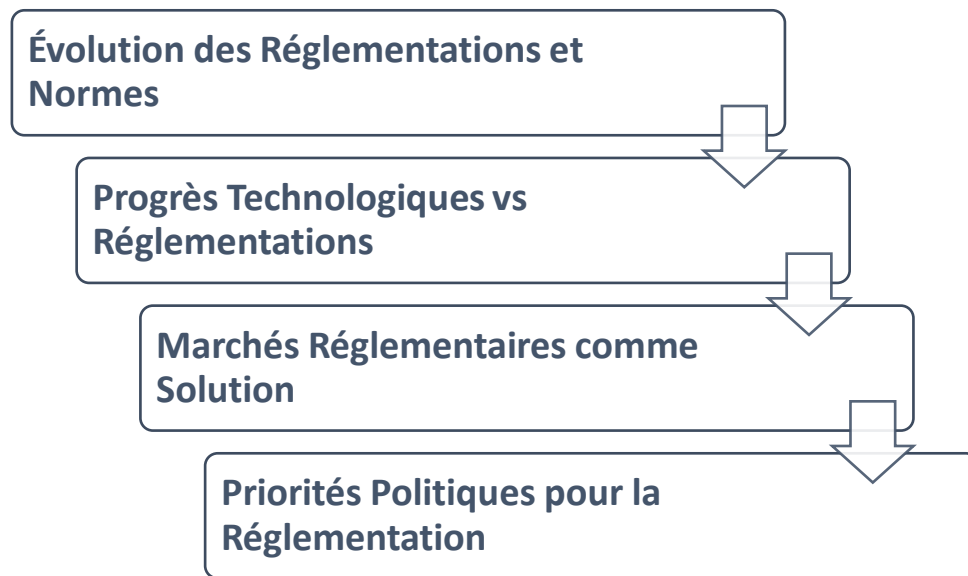 Évolution des Réglementations et
Normes
Progrès Technologiques vs
Réglementations
Marchés Réglementaires comme
Solution
Priorités Politiques pour la
Réglementation